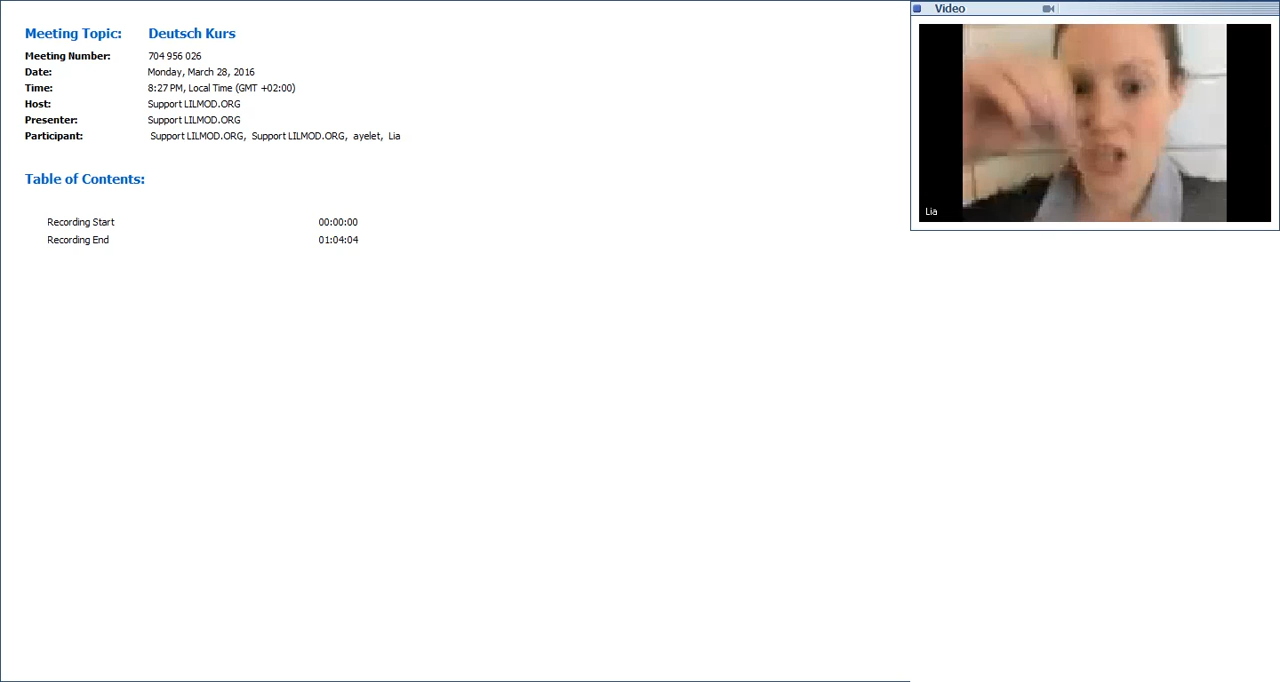 Meeting Topic: Deutsch Kurs
Meeting Number: 704 956 026
Date: Monday, March 28, 2016
Time: 8:27 PM, Local Time (GMT +02:00)
Host: Support LILMOD.ORG
Presenter: Support LILMOD.ORG
Participant: Support LILMOD.ORG, Support LILMOD.ORG, ayelet, Lia
Table of Contents:
Recording Start 00:00:00
Recording End 01:04:04
Video
Lia